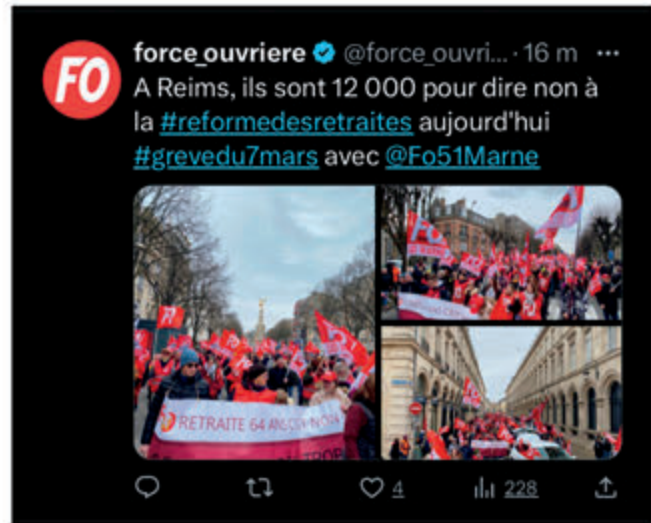 FO
force_ouvriere @force_ouvri... · 16 m ...
A Reims, ils sont 12 000 pour dire non à
la #reformedesretraites aujourd'hui
#grevedu7mars avec @Fo51Marne
FO
FO
RETRAITE 64 ANS
4 228